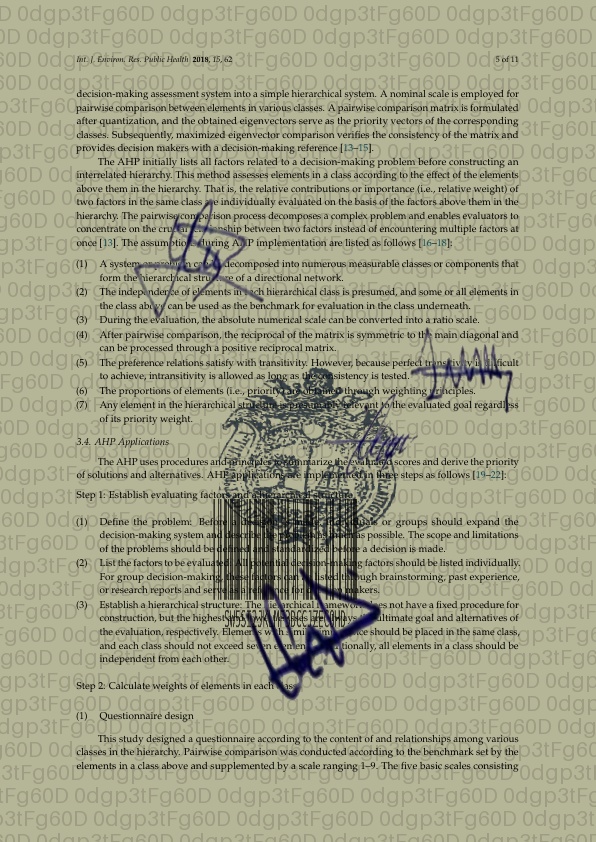 Int. J. Environ. Res. Public Health 2018, 15, 62 5 of 11
decision-making assessment system into a simple hierarchical system. A nominal scale is employed for
pairwise comparison between elements in various classes. A pairwise comparison matrix is formulated
after quantization, and the obtained eigenvectors serve as the priority vectors of the corresponding
classes. Subsequently, maximized eigenvector comparison verifies the consistency of the matrix and
provides decision makers with a decision-making reference [13–15].
The AHP initially lists all factors related to a decision-making problem before constructing an
interrelated hierarchy. This method assesses elements in a class according to the effect of the elements
above them in the hierarchy. That is, the relative contributions or importance (i.e., relative weight) of
two factors in the same class are individually evaluated on the basis of the factors above them in the
hierarchy. The pairwise comparison process decomposes a complex problem and enables evaluators to
concentrate on the between two factors instead of encountering multiple factors at
once [13]. The assumptions during AHP implementation are listed as follows [16–18]:
(1) A system decomposed into numerous measurable classes or components that
form the hierarchical structure of a directional network.
(2) The independence of elements in each hierarchical class is presumed, and some or all elements in
the class above can be used as the benchmark for evaluation in the class underneath.
(3) During the evaluation, the absolute numerical scale can be converted into a ratio scale.
(4) After pairwise comparison, the reciprocal of the matrix is symmetric to the main diagonal and
can be processed through a positive reciprocal matrix.
(5) The preference relations satisfy with transitivity. However, because perfect transitivity is difficult
to achieve, intransitivity is allowed as long as the consistency is tested.
(6) The proportions of elements (i.e., priority) are obtained through weighting principles.
(7) Any element in the hierarchical structure is relevant to the evaluated goal regardless
of its priority weight.
3.4. AHP Applications
The AHP uses procedures and principles to summarize the evaluated scores and derive the priority
of solutions and alternatives. AHP applications are implemented in three steps as follows [19–22]:
Step 1: Establish evaluating factors and a hierarchical structure
(1) Define the problem: Before a decision is made, individuals or groups should expand the
decision-making system and describe the as much as possible. The scope and limitations
of the problems should be defined and standardized before a decision is made.
(2) List the factors to be evaluated: All potential decision-making factors should be listed individually.
For group decision-making, these factors can be listed through brainstorming, past experience,
or research reports and serve as a reference for makers.
(3) Establish a hierarchical structure: The hierarchical framework does not have a fixed procedure for
construction, but the highest and classes are always ultimate goal and alternatives of
the evaluation, respectively. Elements with similar should be placed in the same class,
and each class should not exceed seven elements. Additionally, all elements in a class should be
independent from each other.
Step 2: Calculate weights of elements in each class
(1) Questionnaire design
This study designed a questionnaire according to the content of and relationships among various
classes in the hierarchy. Pairwise comparison was conducted according to the benchmark set by the
elements in a class above and supplemented by a scale ranging 1–9. The five basic scales consisting